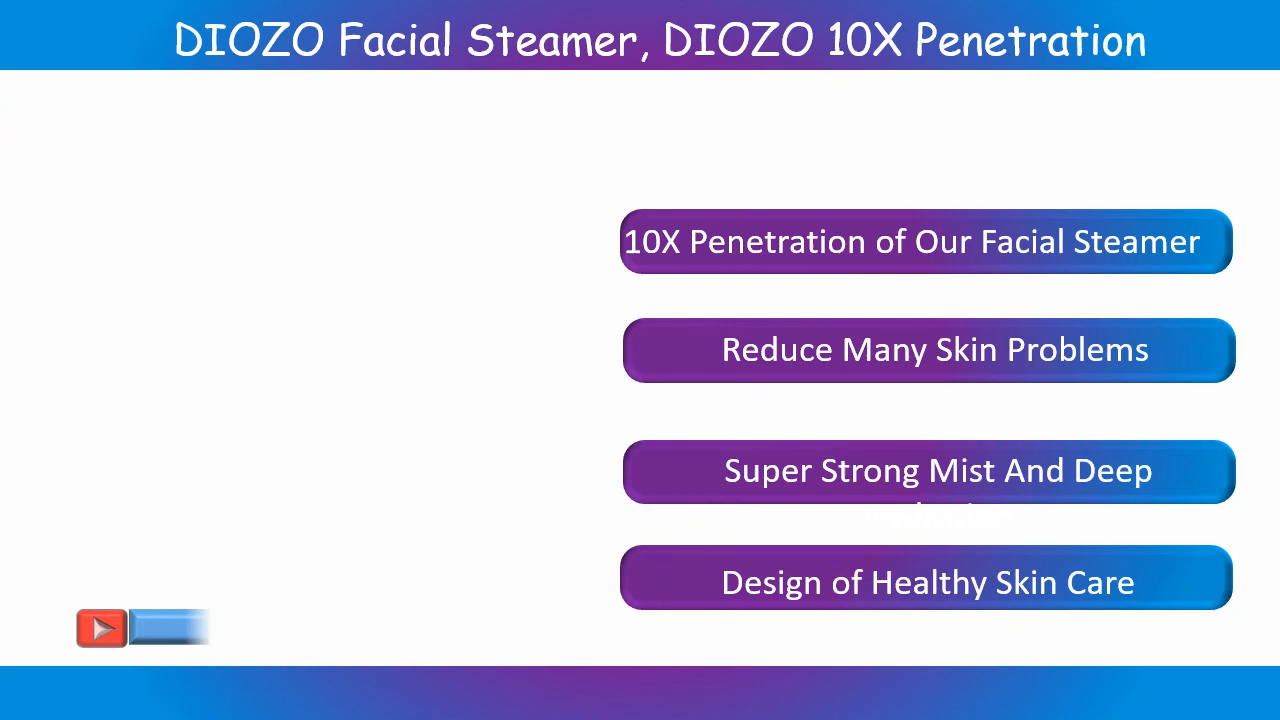 DIOZO Facial Steamer, DIOZO 10X Penetration
10X Penetration of Our Facial Steamer
Reduce Many Skin Problems
Super Strong Mist And Deep
Design of Healthy Skin Care